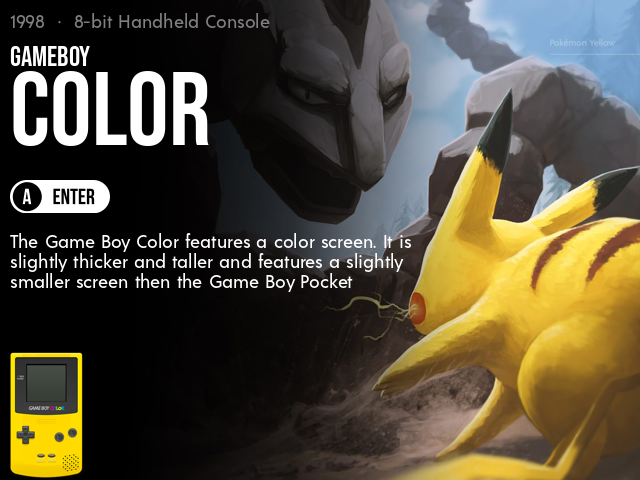 1998 · 8-bit Handheld Console
Pokémon Yellow
GAMEBOY
COLOR
A ENTER
The Game Boy Color features a color screen. It is
slightly thicker and taller and features a slightly
smaller screen then the Game Boy Pocket
GAME BOY COLOR